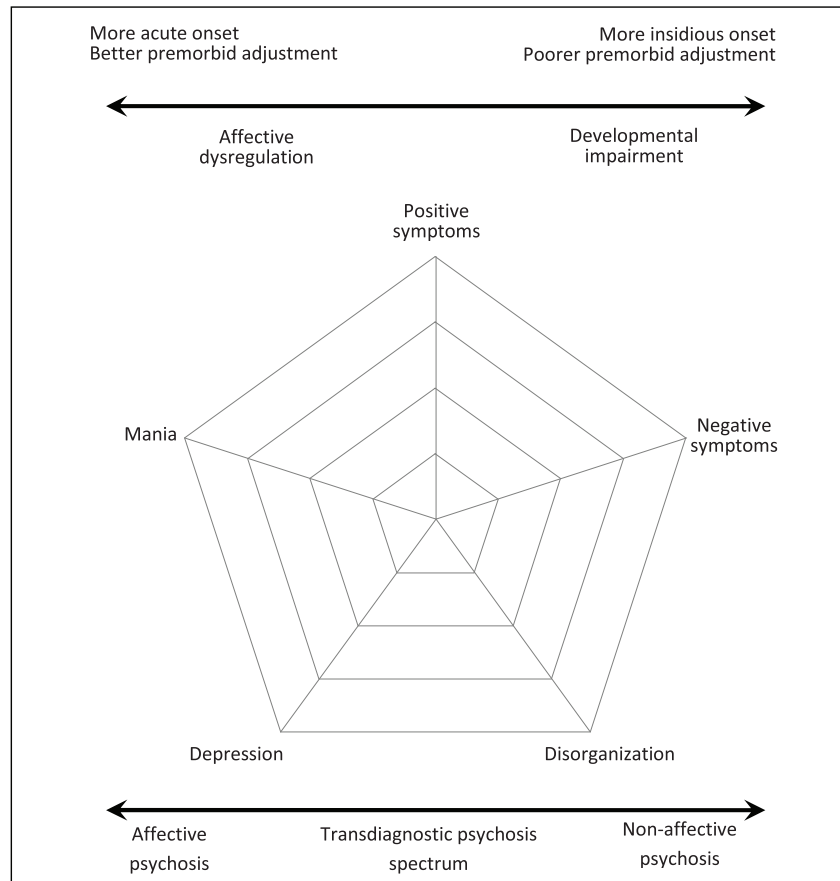 More acute onset
Better premorbid adjustment
More insidious onset
Poorer premorbid adjustment
Affective
dysregulation
Developmental
impairment
Positive
symptoms
Mania
Negative
symptoms
Depression
Disorganization
Affective
psychosis
Transdiagnostic psychosis
spectrum
Non-affective
psychosis